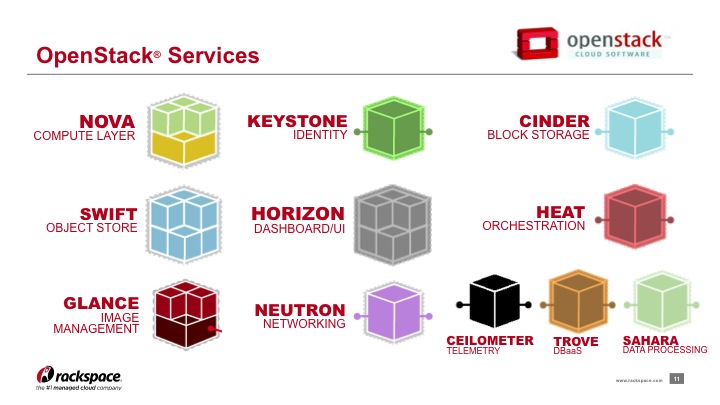 OpenStack® Services
openstack™
CLOUD SOFTWARE
NOVA
COMPUTE LAYER
KEYSTONE
IDENTITY
CINDER
BLOCK STORAGE
SWIFT
OBJECT STORE
HORIZON
DASHBOARD/UI
HEAT
ORCHESTRATION
GLANCE
IMAGE
MANAGEMENT
NEUTRON
NETWORKING
CEILOMETER
TELEMETRY
TROVE
DBaaS
SAHARA
DATA PROCESSING
rackspace®
the #1 managed cloud company
www.rackspace.com
11